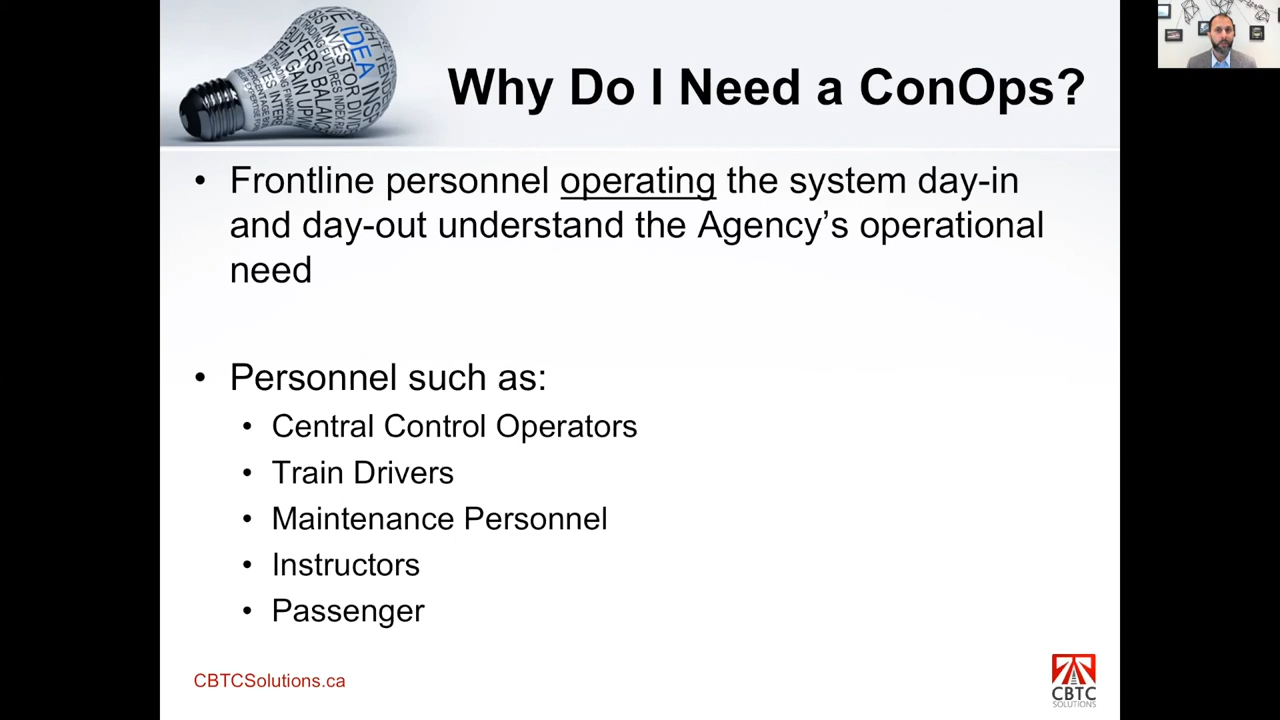 Why Do I Need a ConOps?
IDEA
• Frontline personnel operating the system day-in
and day-out understand the Agency’s operational
need
• Personnel such as:
• Central Control Operators
• Train Drivers
• Maintenance Personnel
• Instructors
• Passenger
CBTCSolutions.ca
CBTC
SOLUTIONS